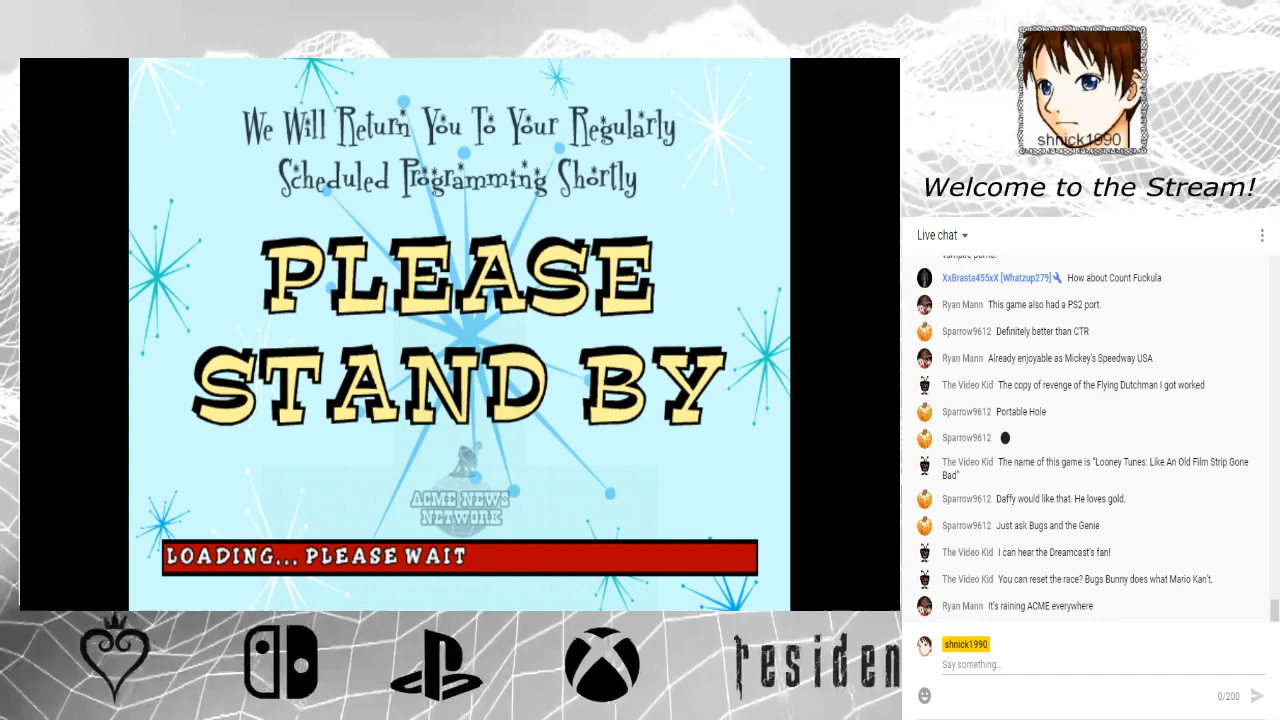 We Will Return You To Your Regularly
Scheduled Programming Shortly
PLEASE
STAND BY
ACME NEWS
NETWORK
LOADING... PLEASE WAIT
residen
shnick1990
Welcome to the Stream!
Live chat
vampire porno.
XxBrasta455xX [Whatzup279] How about Count Fuckula
Ryan Mann This game also had a PS2 port.
Sparrow9612 Definitely better than CTR
Ryan Mann Already enjoyable as Mickey's Speedway USA
The Video Kid The copy of revenge of the Flying Dutchman I got worked
Sparrow9612 Portable Hole
Sparrow9612
The Video Kid The name of this game is "Looney Tunes: Like An Old Film Strip Gone
Bad"
Sparrow9612 Daffy would like that. He loves gold.
Sparrow9612 Just ask Bugs and the Genie
The Video Kid I can hear the Dreamcast's fan!
The Video Kid You can reset the race? Bugs Bunny does what Mario Kan't.
Ryan Mann It's raining ACME everywhere
shnick1990
Say something...
0/200